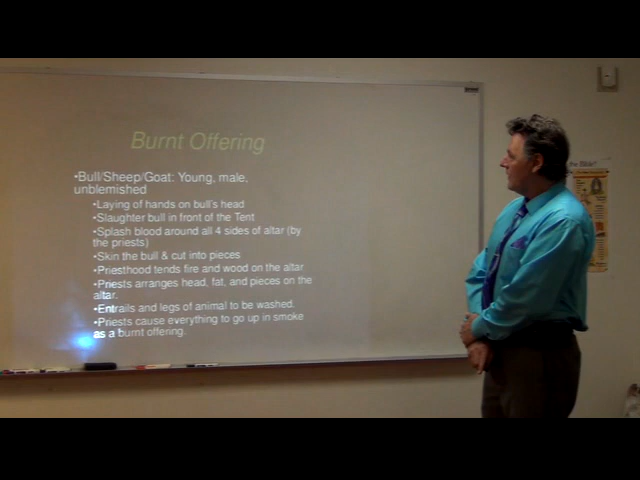 Burnt Offering
•Bull/Sheep/Goat: Young, male,
unblemished
•Laying of hands on bull's head
•Slaughter bull in front of the Tent
•Splash blood around all 4 sides of altar (by
the priests)
•Skin the bull & cut into pieces
•Priesthood tends fire and wood on the altar
•Priests arranges head, fat, and pieces on the
altar.
•Entrails and legs of animal to be washed.
•Priests cause everything to go up in smoke
as a burnt offering.
the Bible?